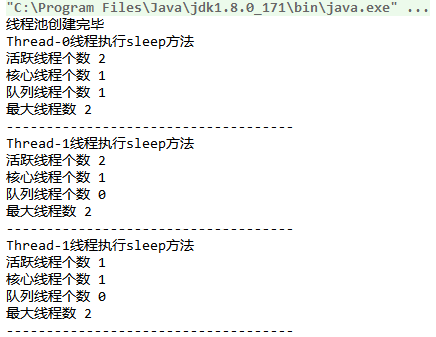 "C:\Program Files\Java\jdk1.8.0_171\bin\java.exe" ...
线程池创建完毕
Thread-0线程执行sleep方法
活跃线程个数 2
核心线程个数 1
队列线程个数 1
最大线程数 2
------------------------------------
Thread-1线程执行sleep方法
活跃线程个数 2
核心线程个数 1
队列线程个数 0
最大线程数 2
------------------------------------
Thread-1线程执行sleep方法
活跃线程个数 1
核心线程个数 1
队列线程个数 0
最大线程数 2
------------------------------------